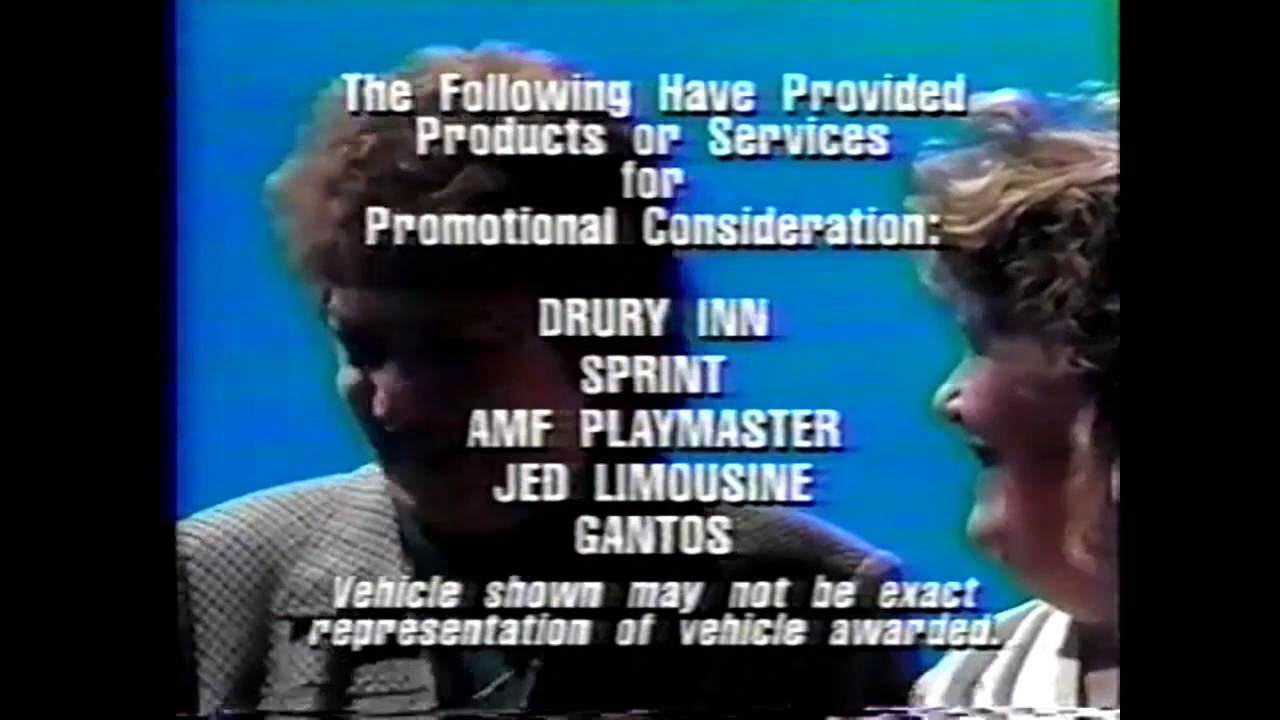 The Following Have Provided
Products or Services
for
Promotional Consideration:
DRURY INN
SPRINT
AMF PLAYMASTER
JED LIMOUSINE
GANTOS
Vehicle shown may not be exact
representation of vehicle awarded.